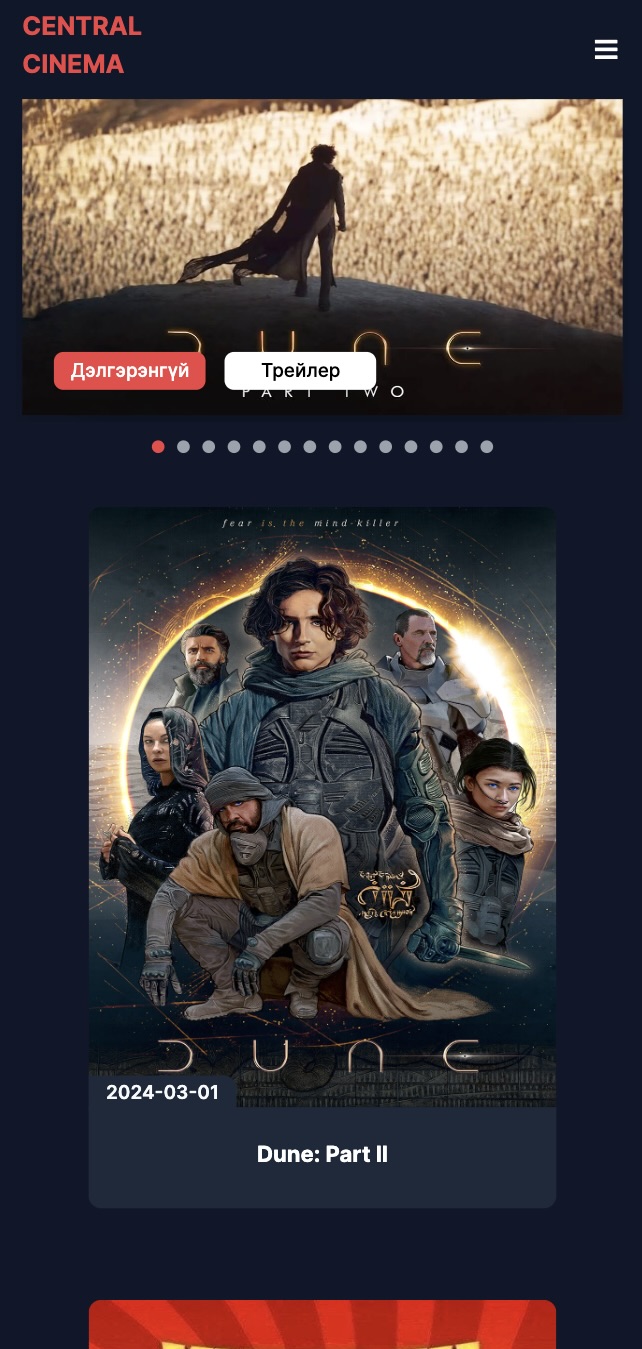 CENTRAL
CINEMA
DUNE
Дэлгэрэнгүй
Трейлер
PART TWO
fear is the mind-killer
DUNE
2024-03-01
Dune: Part II